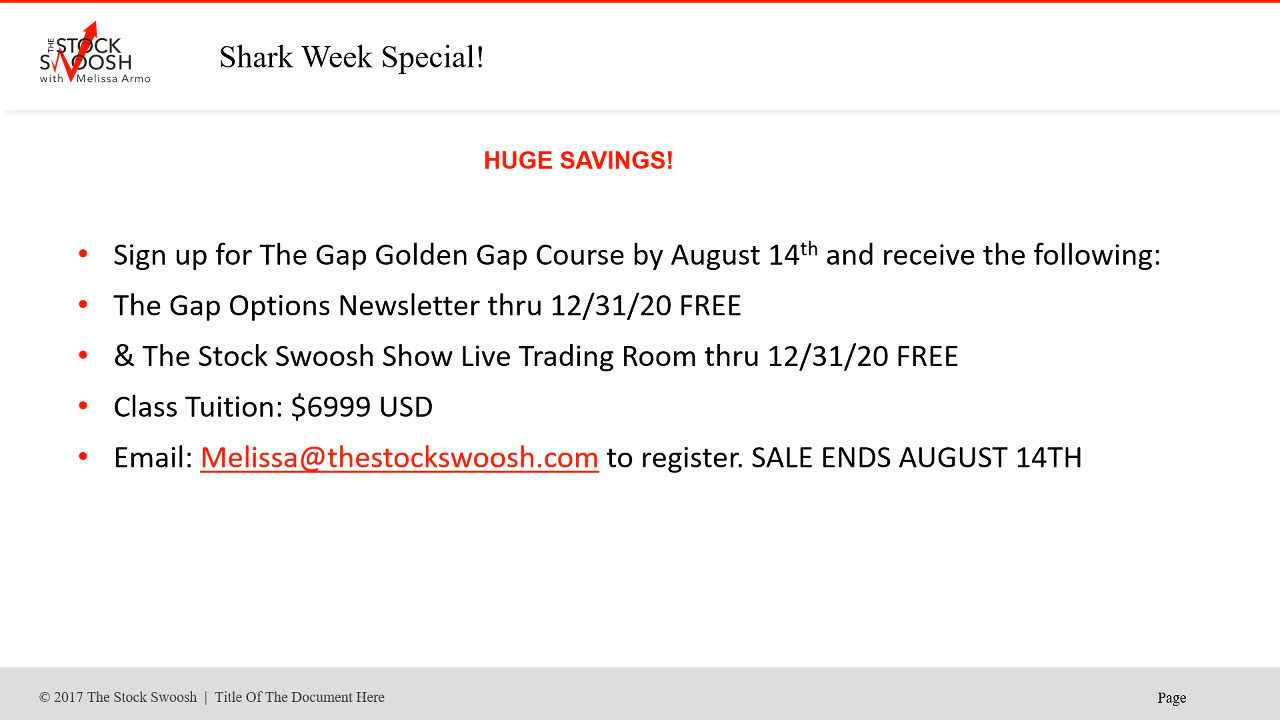 THE STOCK
SWOOSH
with Melissa Armo
Shark Week Special!
HUGE SAVINGS!
• Sign up for The Gap Golden Gap Course by August 14th and receive the following:
• The Gap Options Newsletter thru 12/31/20 FREE
• & The Stock Swoosh Show Live Trading Room thru 12/31/20 FREE
• Class Tuition: $6999 USD
• Email: Melissa@thestockswoosh.com to register. SALE ENDS AUGUST 14TH
© 2017 The Stock Swoosh | Title Of The Document Here
Page